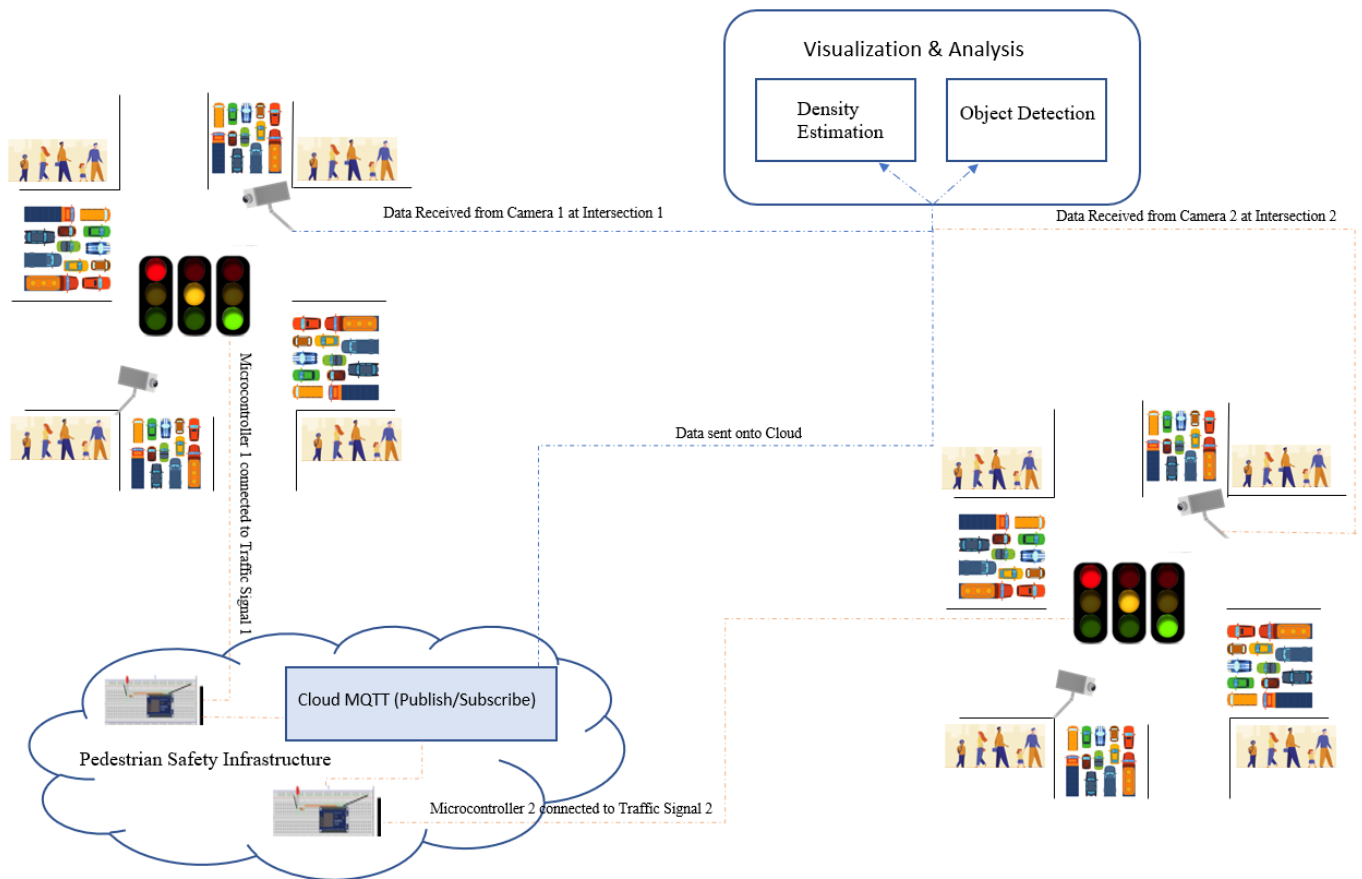 Visualization & Analysis
Density
Estimation
Object Detection
Data Received from Camera 1 at Intersection 1
Data Received from Camera 2 at Intersection 2
Microcontroller 1 connected to Traffic Signal 1
Data sent onto Cloud
Cloud MQTT (Publish/Subscribe)
Pedestrian Safety Infrastructure
Microcontroller 2 connected to Traffic Signal 2